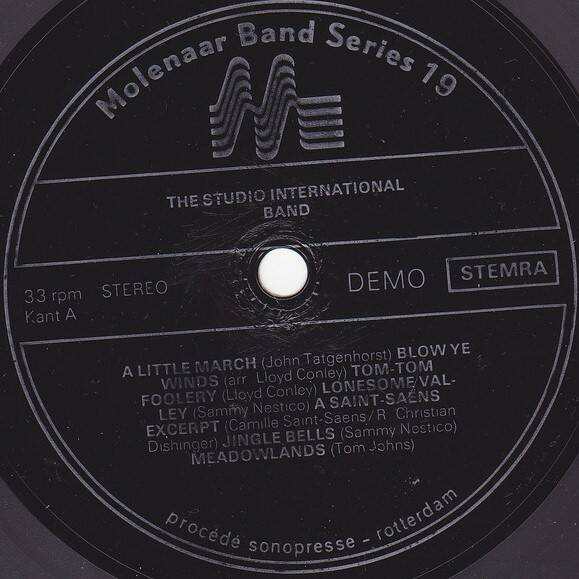 Molenaar Band Series 19
THE STUDIO INTERNATIONAL
BAND
33 rpm STEREO
Kant A
DEMO
STEMRA
A LITTLE MARCH (John Tatgenhorst) BLOW YE
WINDS (arr Lloyd Conley) TOM-TOM
FOOLERY (Lloyd Conley) LONESOME/VAL-
LEY (Sammy Nestico) A SAINT-SAËNS
EXCERPT (Camille Saint-Saens/R Christian
Dishinger) JINGLE BELLS (Sammy Nestico)
MEADOWLANDS (Tom Johns)
procédé sonopresse – rotterdam